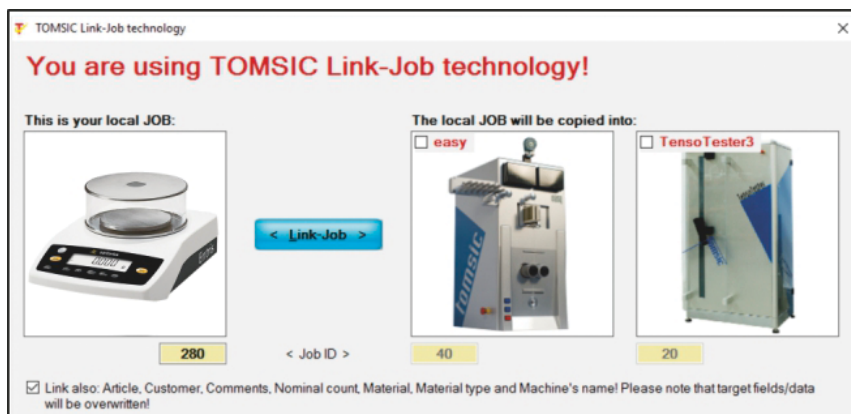 TOMSIC Link-Job technology
You are using TOMSIC Link-Job technology!
This is your local JOB:
The local JOB will be copied into:
easy
TensoTester3
< Link-Job >
tomsic
280
< Job ID >
40
20
Link also: Article, Customer, Comments, Nominal count, Material, Material type and Machine's name! Please note that target fields/data
will be overwritten!